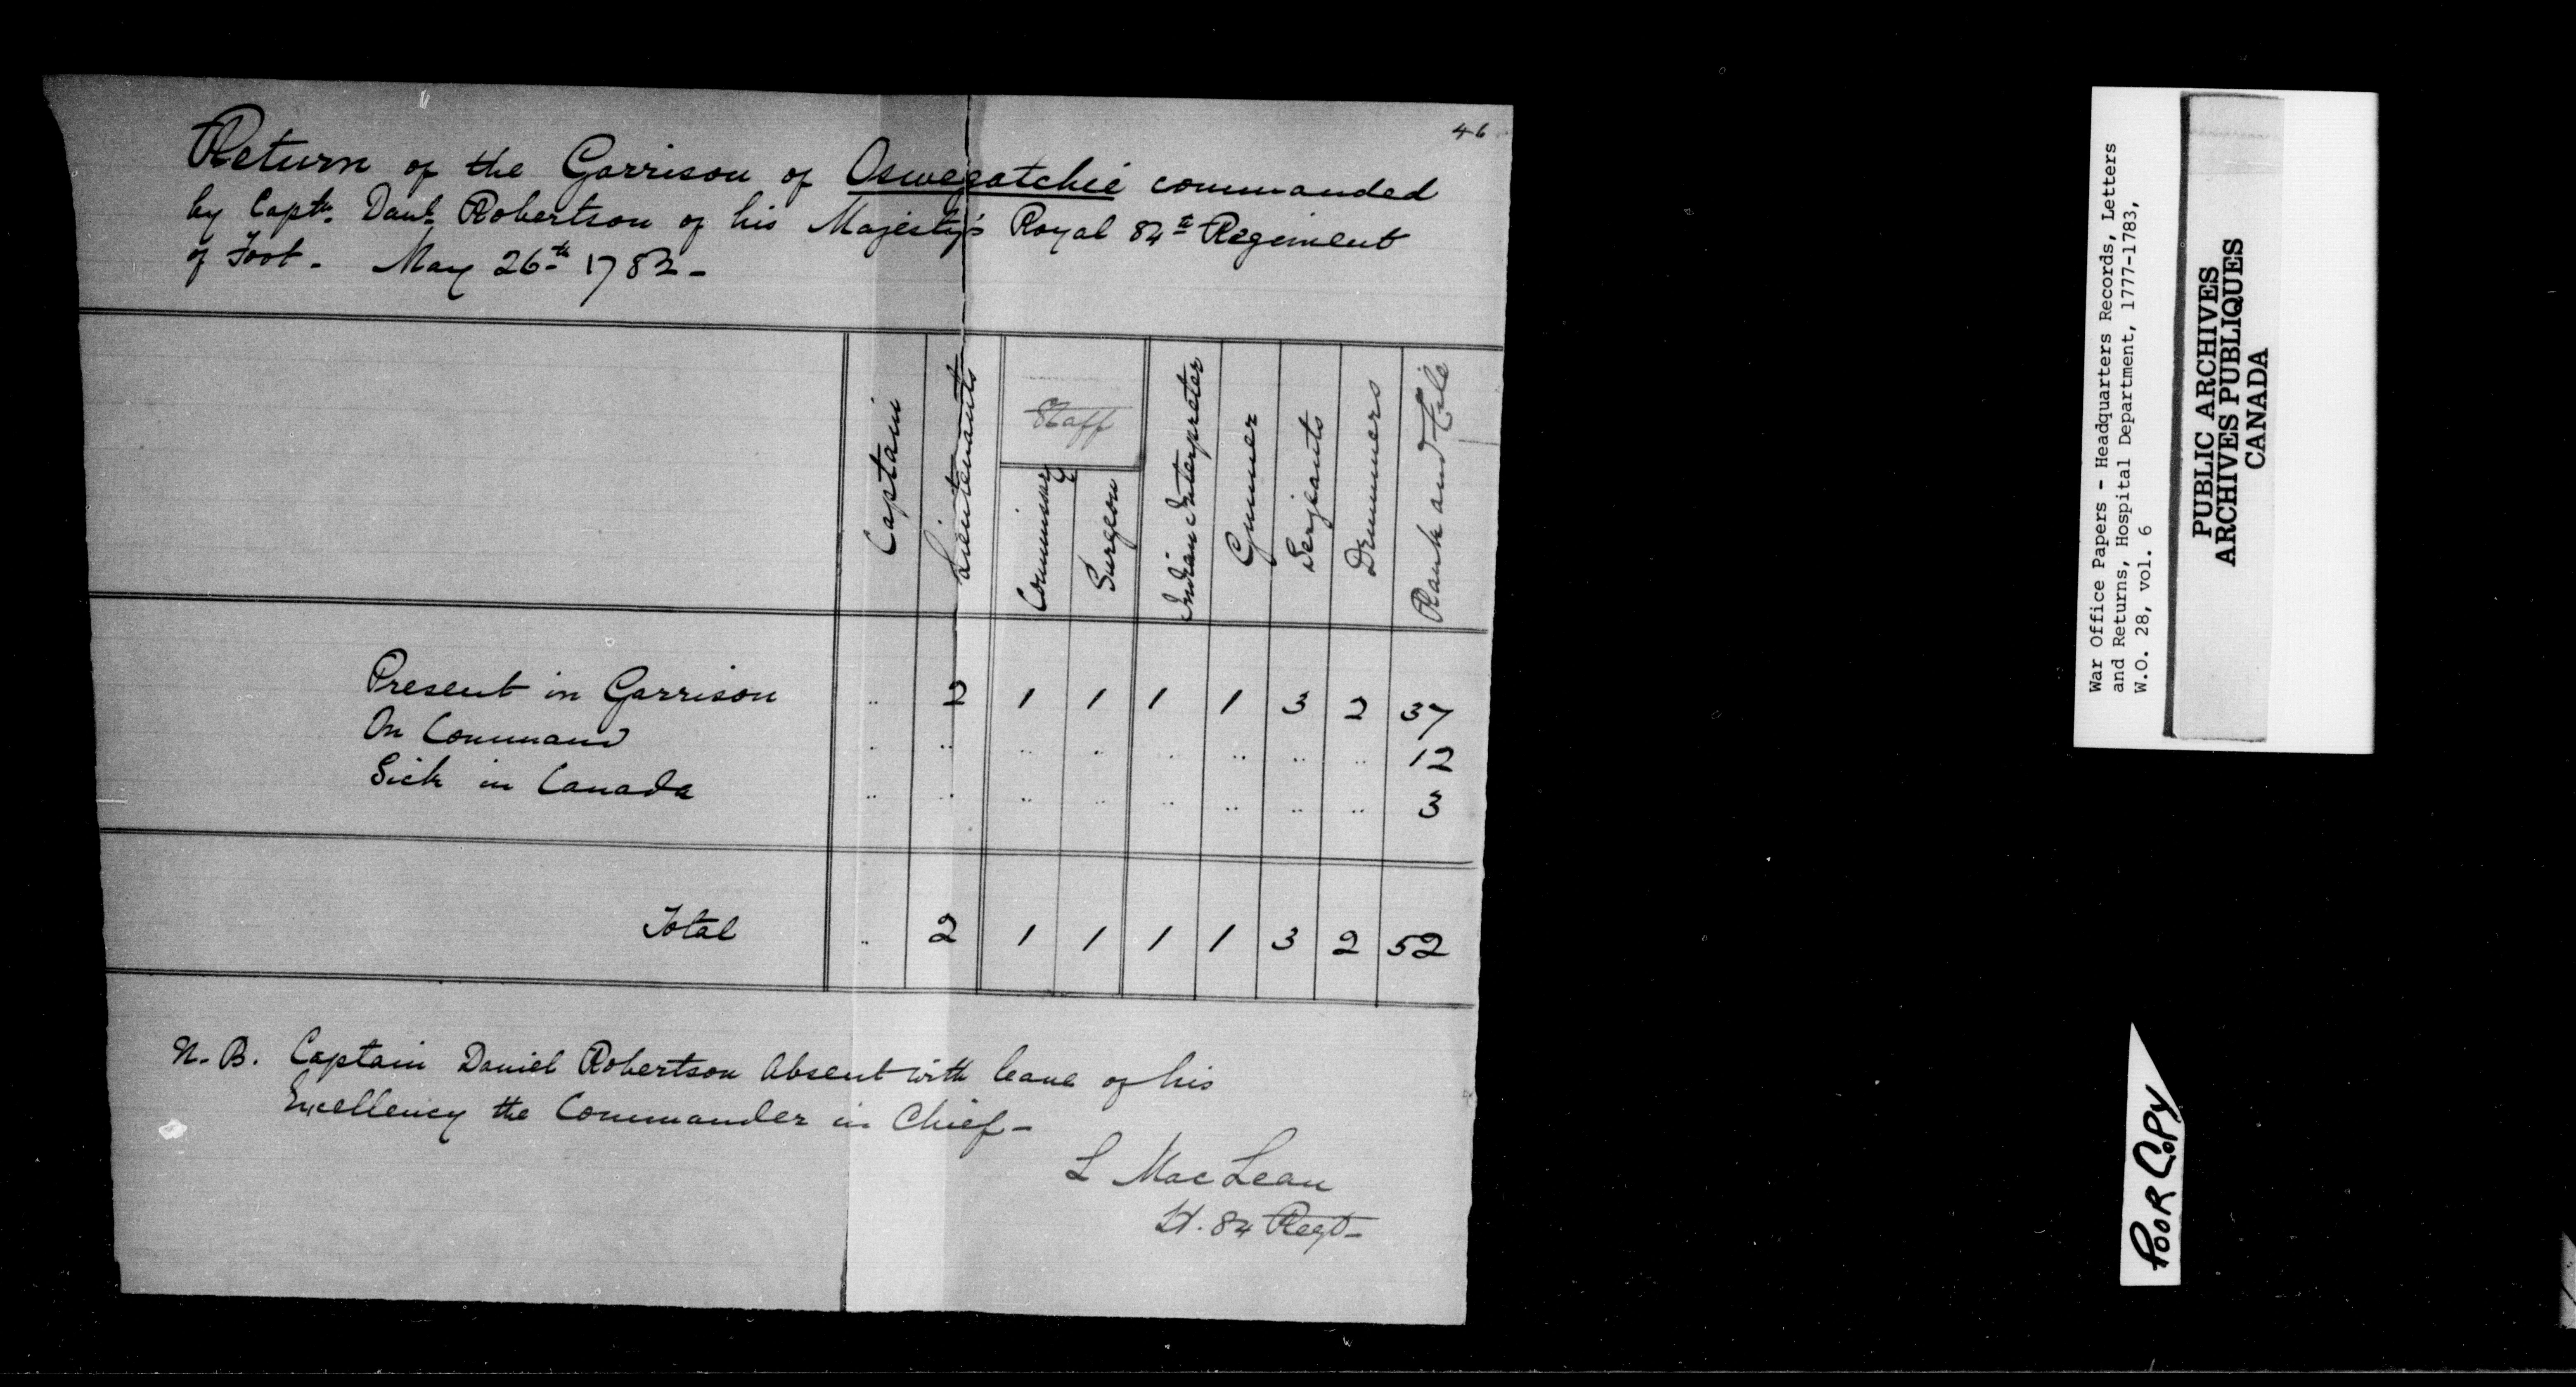 46
Return of the Garrison of Oswegatchie commanded
by Captn. Danl. Robertson of his Majesty's Royal 84th Regiment
of Foot - May 26th 1782 -
Captain
Lieutenants
Staff
Commissary
Surgeon
Indian Interpreter
Gunner
Serjeants
Drummers
Rank and File
Present in Garrison .. 2 1 1 1 1 3 2 37
On Command .. .. .. .. .. .. .. .. 12
Sick in Canada .. .. .. .. .. .. .. .. 3
Total .. 2 1 1 1 1 3 2 52
N.B. Captain Daniel Robertson Absent with leave of his
Excellency the Commander in Chief -
L MacLean
Lt. 84 Regt -
War Office Papers - Headquarters Records, Letters
and Returns, Hospital Department, 1777-1783,
W.O. 28, vol. 6
PUBLIC ARCHIVES
ARCHIVES PUBLIQUES
CANADA
POOR COPY